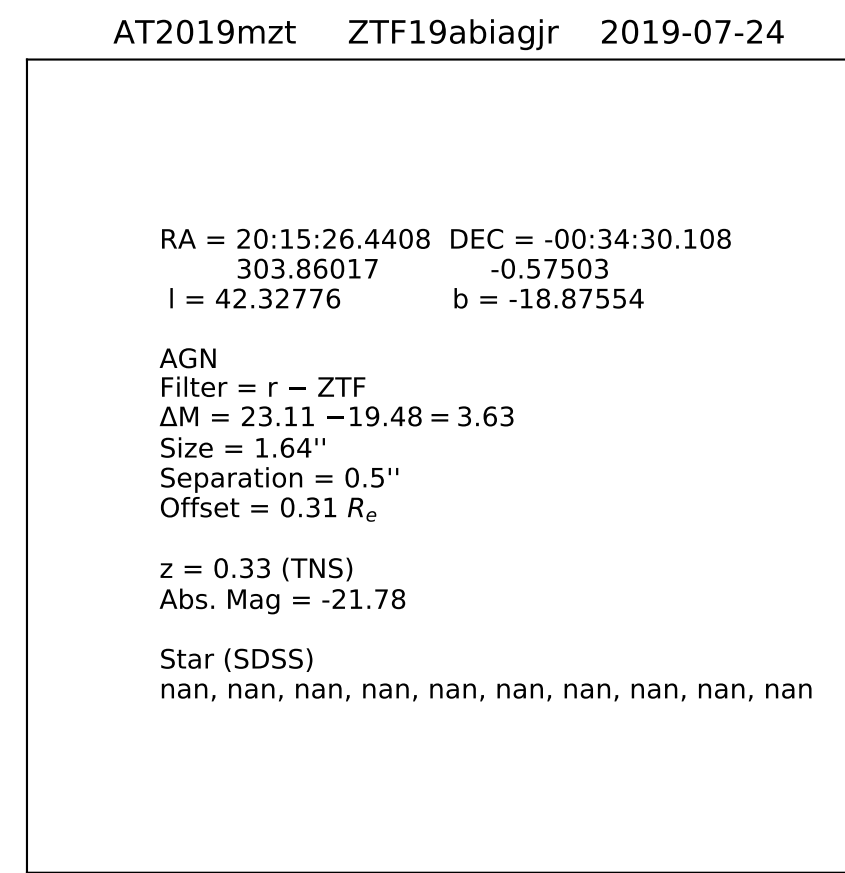 AT2019mzt ZTF19abiagjr 2019-07-24
RA = 20:15:26.4408 DEC = -00:34:30.108
303.86017 -0.57503
l = 42.32776 b = -18.87554
AGN
Filter = r − ZTF
ΔM = 23.11 −19.48 = 3.63
Size = 1.64''
Separation = 0.5''
Offset = 0.31 Re
z = 0.33 (TNS)
Abs. Mag = -21.78
Star (SDSS)
nan, nan, nan, nan, nan, nan, nan, nan, nan, nan